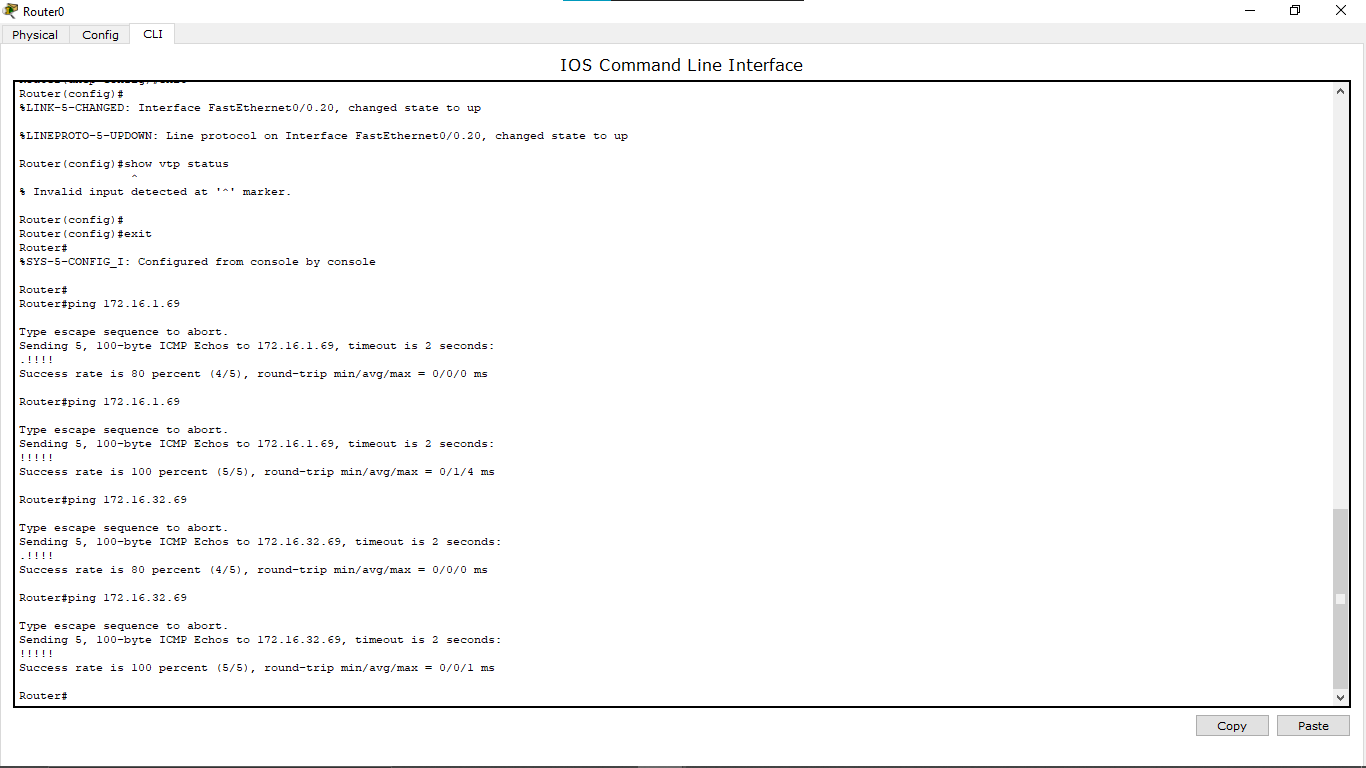 Router0
Physical Config CLI
IOS Command Line Interface
Router(config)#
%LINK-5-CHANGED: Interface FastEthernet0/0.20, changed state to up
%LINEPROTO-5-UPDOWN: Line protocol on Interface FastEthernet0/0.20, changed state to up
Router(config)#show vtp status
^
% Invalid input detected at '^' marker.
Router(config)#
Router(config)#exit
Router#
%SYS-5-CONFIG_I: Configured from console by console
Router#
Router#ping 172.16.1.69
Type escape sequence to abort.
Sending 5, 100-byte ICMP Echos to 172.16.1.69, timeout is 2 seconds:
.!!!!
Success rate is 80 percent (4/5), round-trip min/avg/max = 0/0/0 ms
Router#ping 172.16.1.69
Type escape sequence to abort.
Sending 5, 100-byte ICMP Echos to 172.16.1.69, timeout is 2 seconds:
!!!!!
Success rate is 100 percent (5/5), round-trip min/avg/max = 0/1/4 ms
Router#ping 172.16.32.69
Type escape sequence to abort.
Sending 5, 100-byte ICMP Echos to 172.16.32.69, timeout is 2 seconds:
.!!!!
Success rate is 80 percent (4/5), round-trip min/avg/max = 0/0/0 ms
Router#ping 172.16.32.69
Type escape sequence to abort.
Sending 5, 100-byte ICMP Echos to 172.16.32.69, timeout is 2 seconds:
!!!!!
Success rate is 100 percent (5/5), round-trip min/avg/max = 0/0/1 ms
Router#
Copy Paste